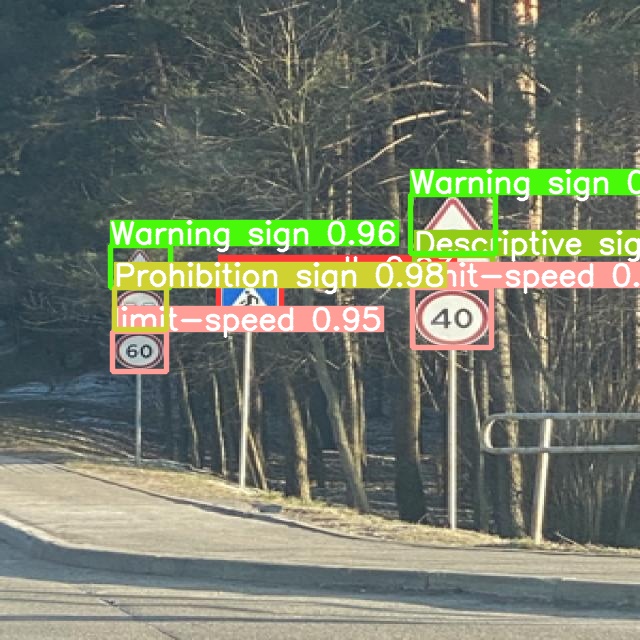 Warning sign 0
Warning sign 0.96
Descriptive sig
Prohibition sign 0.98
it-speed 0.
limit-speed 0.95
40
60